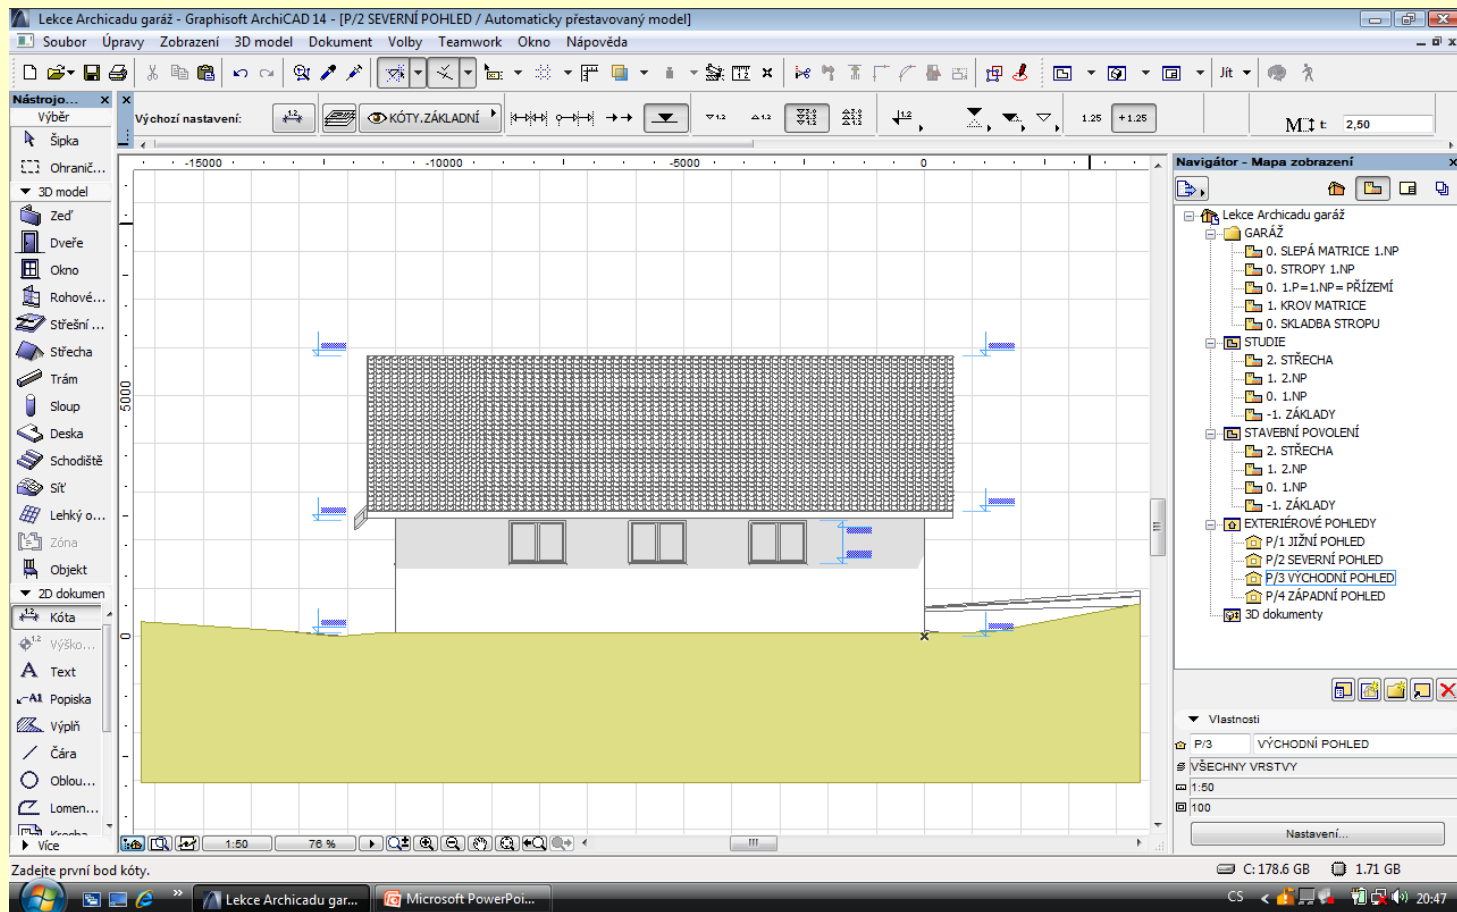 Lekce Archicadu garáž - Graphisoft ArchiCAD 14 - [P/2 SEVERNÍ POHLED / Automaticky přestavovaný model]
Soubor Úpravy Zobrazení 3D model Dokument Volby Teamwork Okno Nápověda
Jít
Nástrojo...
Výběr
Šipka
Ohranič...
3D model
Zeď
Dveře
Okno
Rohové...
Střešní ...
Střecha
Trám
Sloup
Deska
Schodiště
Síť
Lehký o...
Zóna
Objekt
2D dokumen
Kóta
Výško...
Text
Popiska
Výplň
Čára
Oblou...
Lomen...
Kresba
Více
Výchozí nastavení:
KÓTY.ZÁKLADNÍ
1.2
1.25
+1.25
t:
2,50
-15000 -10000 -5000 0
5000
0
1:50
76 %
Navigátor - Mapa zobrazení
Lekce Archicadu garáž
GARÁŽ
0. SLEPÁ MATRICE 1.NP
0. STROPY 1.NP
0. 1.P=1.NP= PŘÍZEMÍ
1. KROV MATRICE
0. SKLADBA STROPU
STUDIE
2. STŘECHA
1. 2.NP
0. 1.NP
-1. ZÁKLADY
STAVEBNÍ POVOLENÍ
2. STŘECHA
1. 2.NP
0. 1.NP
-1. ZÁKLADY
EXTERIÉROVÉ POHLEDY
P/1 JIŽNÍ POHLED
P/2 SEVERNÍ POHLED
P/3 VÝCHODNÍ POHLED
P/4 ZÁPADNÍ POHLED
3D dokumenty
Vlastnosti
P/3 VÝCHODNÍ POHLED
VŠECHNY VRSTVY
1:50
100
Nastavení...
Zadejte první bod kóty.
C: 178.6 GB
1.71 GB
Lekce Archicadu gar...
Microsoft PowerPoi...
CS
20:47